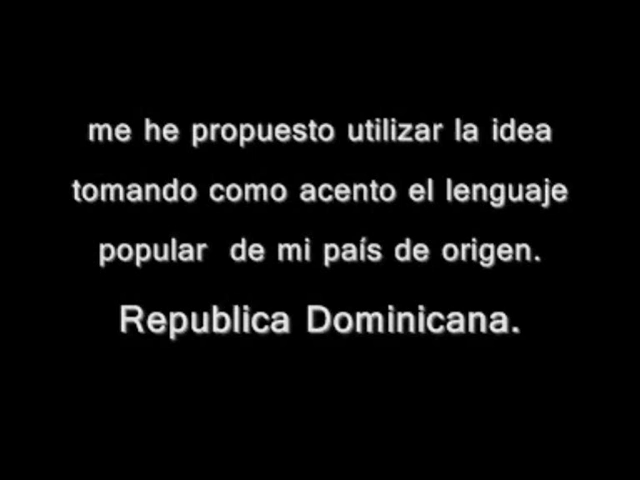 me he propuesto utilizar la idea
tomando como acento el lenguaje
popular de mi país de origen.
Republica Dominicana.